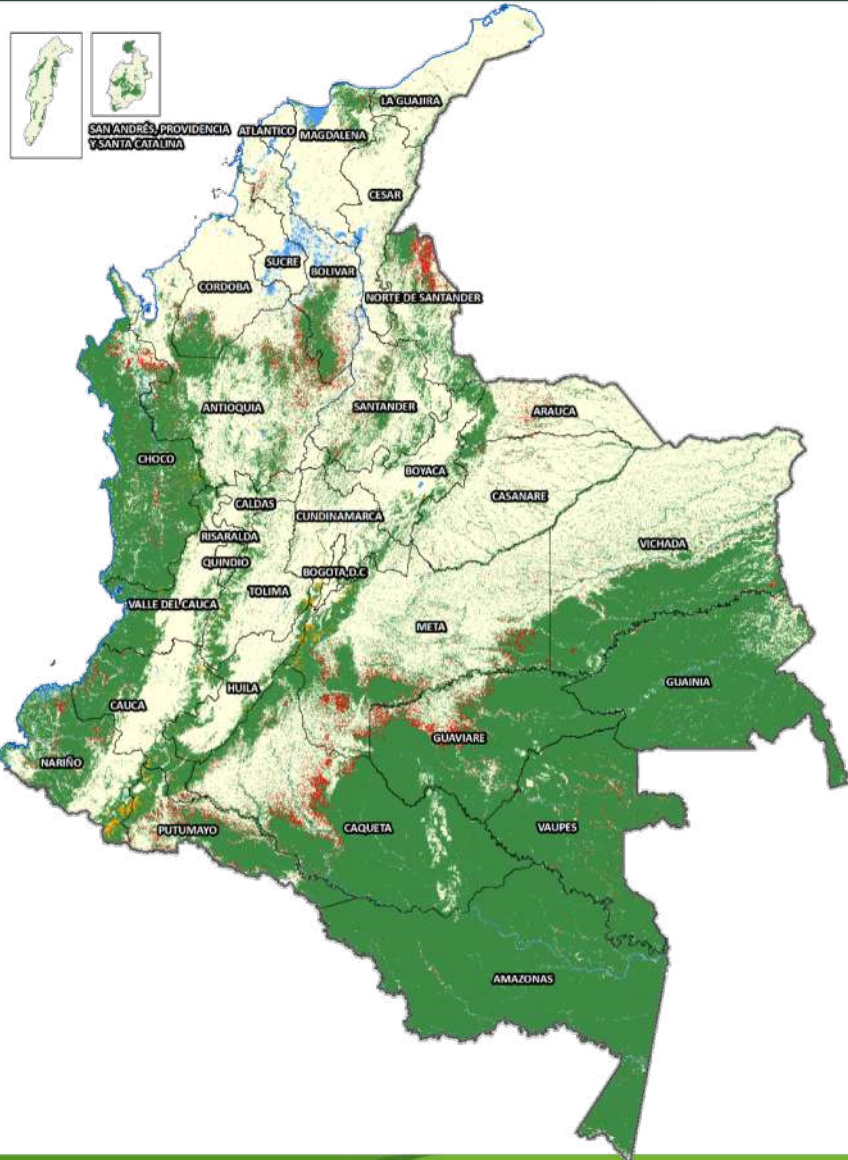 LA GUAJIRA
SAN ANDRÉS, PROVIDENCIA
Y SANTA CATALINA
ATLANTICO
MAGDALENA
CESAR
SUCRE
BOLIVAR
CORDOBA
NORTE DE SANTANDER
ANTIOQUIA
SANTANDER
ARAUCA
CHOCO
BOYACA
CASANARE
CALDAS
CUNDINAMARCA
RISARALDA
VICHADA
QUINDIO
BOGOTA,D.C
TOLIMA
VALLE DEL CAUCA
META
GUAINIA
HUILA
CAUCA
GUAVIARE
NARIÑO
PUTUMAYO
CAQUETA
VAUPES
AMAZONAS